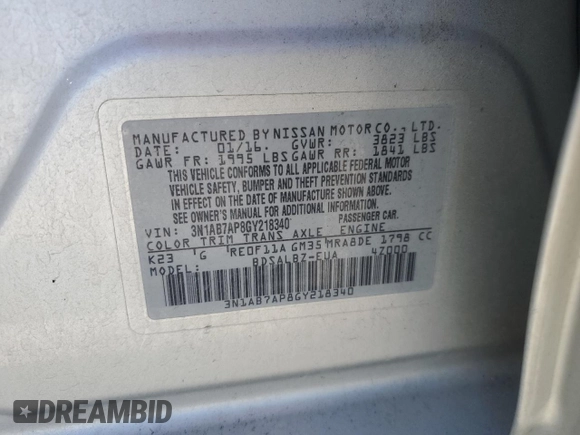 MANUFACTURED BY NISSAN MOTOR CO., LTD.
DATE: 01/16. GVWR: 3823 LBS
GAWR FR: 1995 LBS GAWR RR: 1841 LBS
THIS VEHICLE CONFORMS TO ALL APPLICABLE FEDERAL MOTOR
VEHICLE SAFETY, BUMPER AND THEFT PREVENTION STANDARDS
IN EFFECT ON THE DATE OF MANUFACTURE SHOWN ABOVE.
SEE OWNER'S MANUAL FOR ADDITIONAL INFORMATION
VIN: 3N1AB7AP8GY218340 PASSENGER CAR.
COLOR TRIM TRANS AXLE ENGINE
K23 G RE0F11A GM35 MRA8DE 1798 CC
MODEL: BDSALBZ-EUA 4Z000
3N1AB7AP8GY218340
DREAMBID